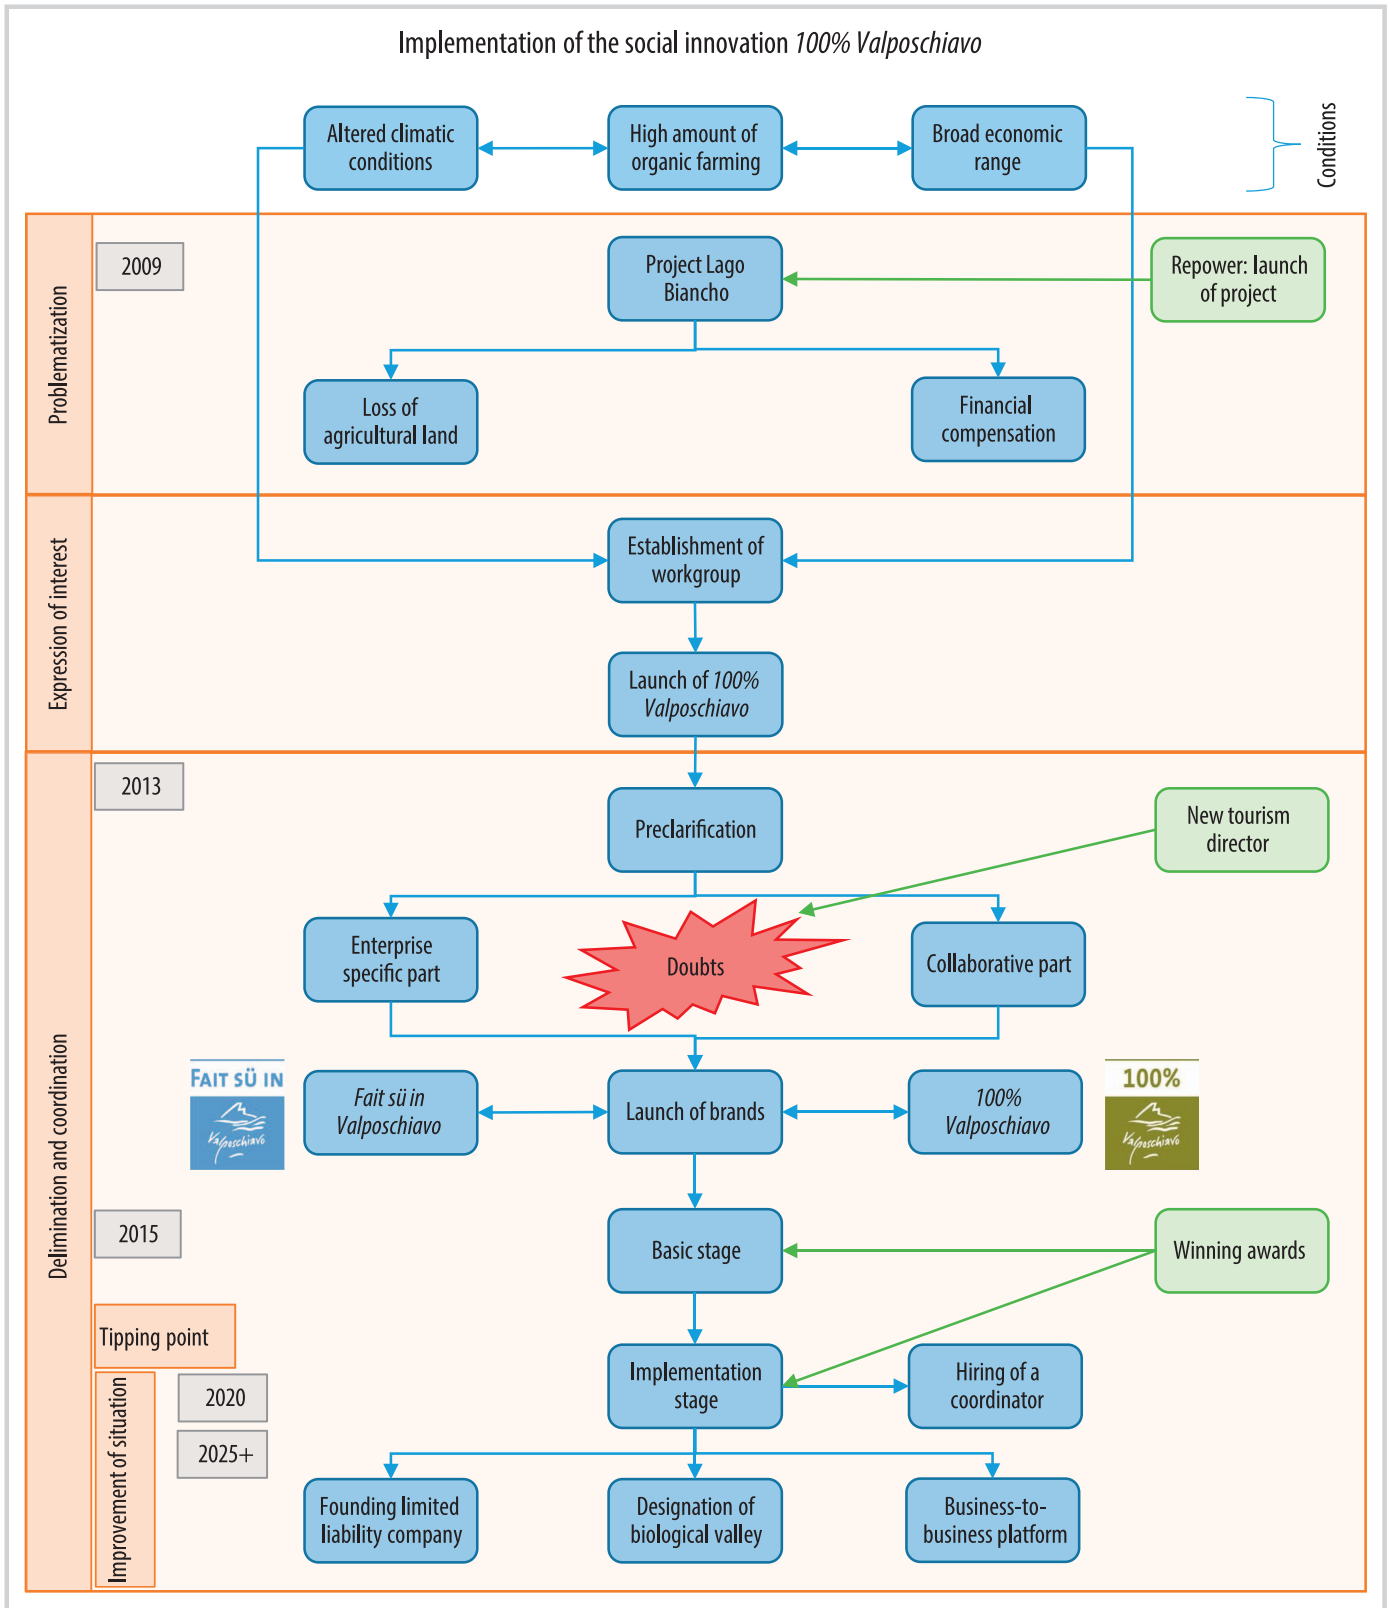 Implementation of the social innovation 100% Valposchiavo
Altered climatic
conditions
High amount of
organic farming
Broad economic
range
Conditions
Problematization
2009
Project Lago
Biancho
Repower: launch
of project
Loss of
agricultural land
Financial
compensation
Expression of interest
Establishment of
workgroup
Launch of 100%
Valposchiavo
Delimination and coordination
2013
Preclarification
New tourism
director
Enterprise
specific part
Doubts
Collaborative part
FAIT SÜ IN
Valposchiavo
Fait sü in
Valposchiavo
Launch of brands
100%
Valposchiavo
100%
Valposchiavo
2015
Basic stage
Winning awards
Tipping point
Improvement of situation
2020
2025+
Implementation
stage
Hiring of a
coordinator
Founding limited
liability company
Designation of
biological valley
Business-to-
business platform